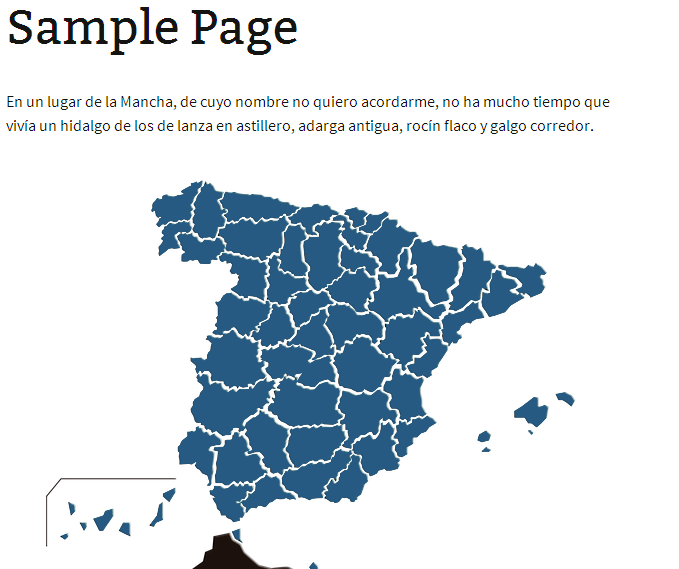 Sample Page
En un lugar de la Mancha, de cuyo nombre no quiero acordarme, no ha mucho tiempo que
vivía un hidalgo de los de lanza en astillero, adarga antigua, rocín flaco y galgo corredor.